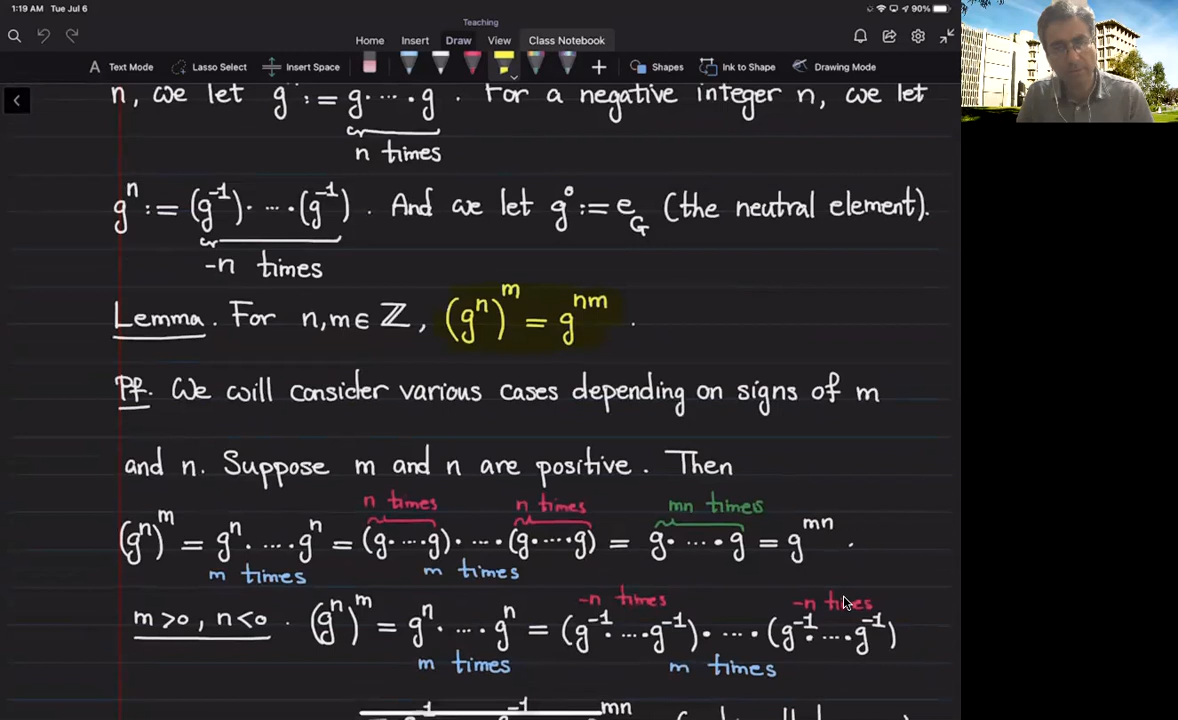 1:19 AM Tue Jul 6
90%
Teaching
Home Insert Draw View Class Notebook
Text Mode Lasso Select Insert Space Shapes Ink to Shape Drawing Mode
n, we let g := g· ... ·g . For a negative integer n, we let
n times
gⁿ := (g⁻¹)· ... ·(g⁻¹) . And we let g⁰ := e_G (the neutral element).
-n times
Lemma. For n,m ∈ ℤ, (gⁿ)ᵐ = gⁿᵐ .
Pf. We will consider various cases depending on signs of m
and n. Suppose m and n are positive. Then
n times n times mn times
(gⁿ)ᵐ = gⁿ· ... ·gⁿ = (g· ... ·g)· ... ·(g· ... ·g) = g· ... ·g = gᵐⁿ .
m times m times
-n times -n times
m>0, n<0 . (gⁿ)ᵐ = gⁿ· ... ·gⁿ = (g⁻¹· ... ·g⁻¹)· ... ·(g⁻¹· ... ·g⁻¹)
m times m times
mn